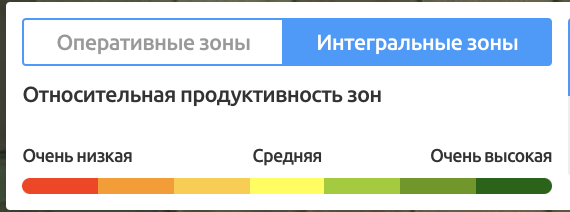 Оперативные зоны Интегральные зоны
Относительная продуктивность зон
Очень низкая Средняя Очень высокая